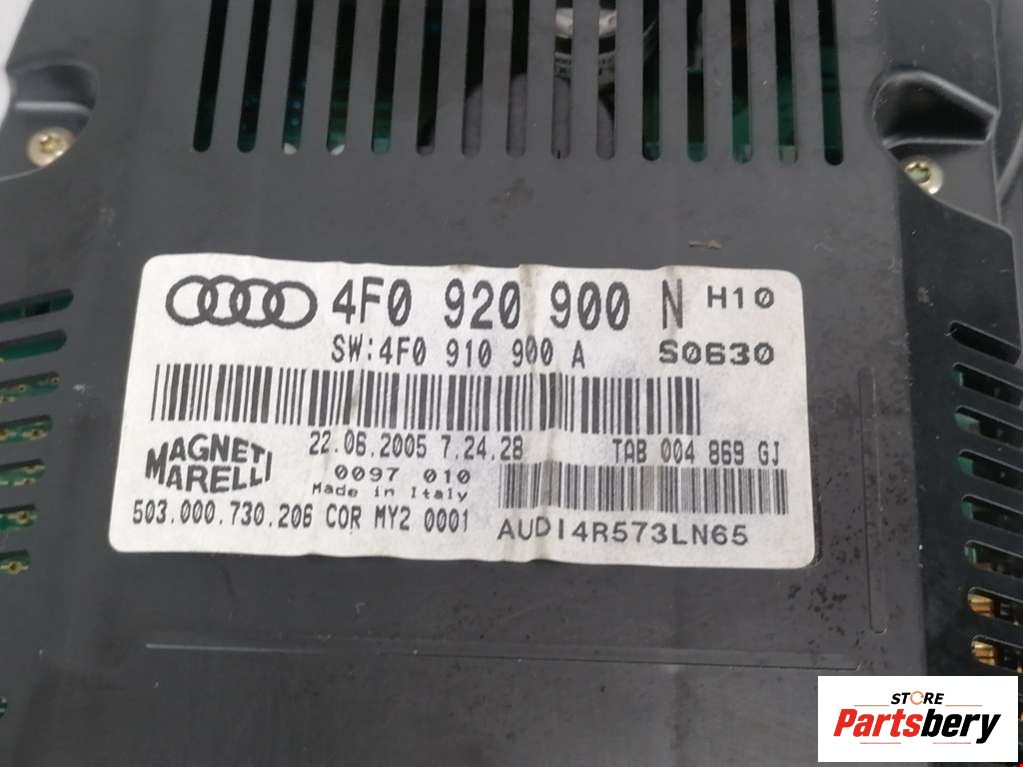 4F0 920 900 N H10
SW:4F0 910 900 A S0630
22.06.2005 7.24.28 TAB 004 869 GJ
MAGNETI
MARELLI
0097 010
Made in Italy
503.000.730.206 COR MY2 0001
AUDI4R573LN65
STORE
Partsbery